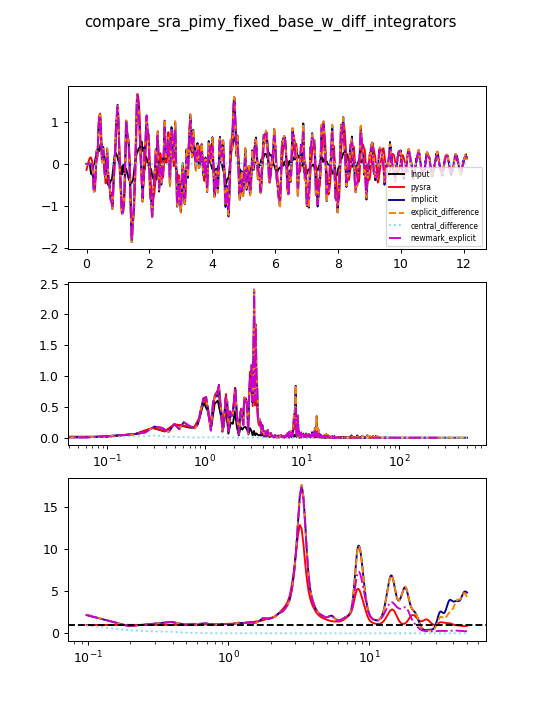 compare_sra_pimy_fixed_base_w_diff_integrators
1
0
−1
−2
0 2 4 6 8 10 12
Input
pysra
implicit
explicit_difference
central_difference
newmark_explicit
2.5
2.0
1.5
1.0
0.5
0.0
10⁻¹ 10⁰ 10¹ 10²
15
10
5
0
10⁻¹ 10⁰ 10¹